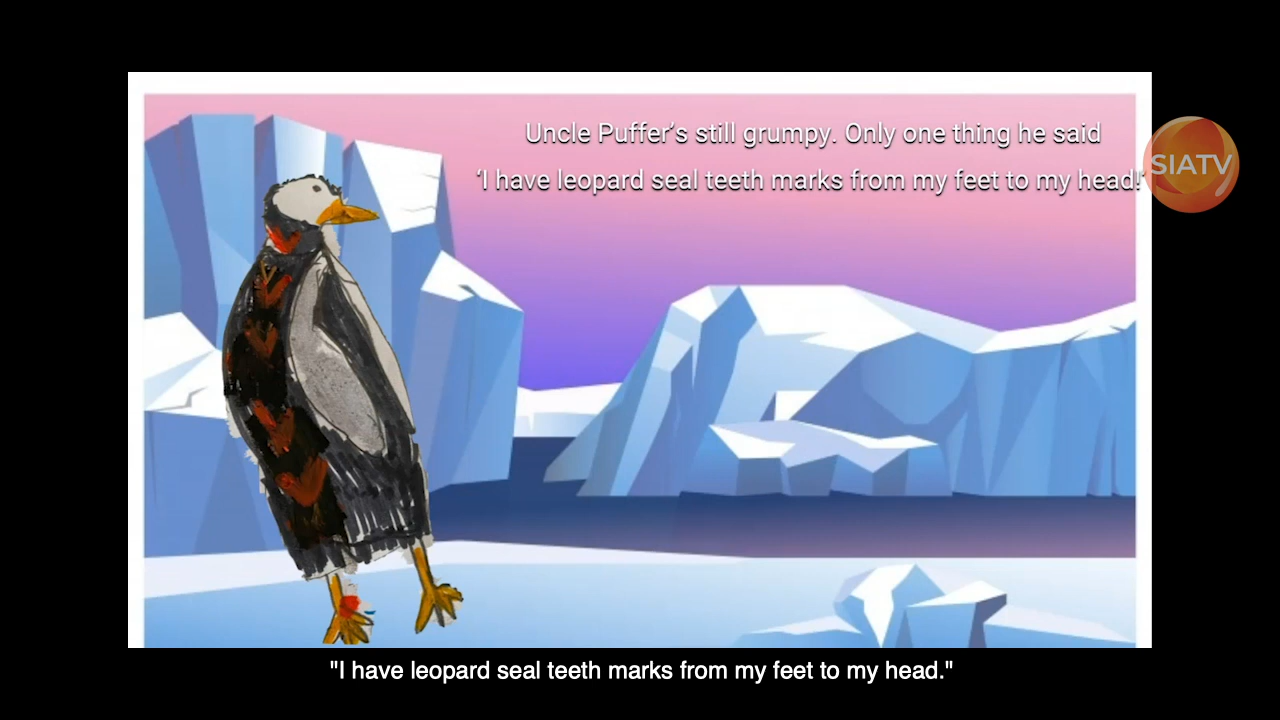 Uncle Puffer's still grumpy. Only one thing he said
'I have leopard seal teeth marks from my feet to my head!'
SIATV
"I have leopard seal teeth marks from my feet to my head."